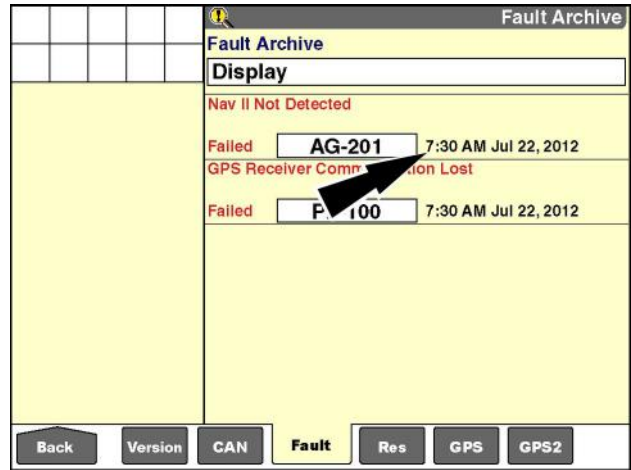 Fault Archive
Fault Archive
Display
Nav II Not Detected
Failed AG-201 7:30 AM Jul 22, 2012
GPS Receiver Lost
Failed 7:30 AM Jul 22, 2012
Back Version CAN Fault Res GPS GPS2